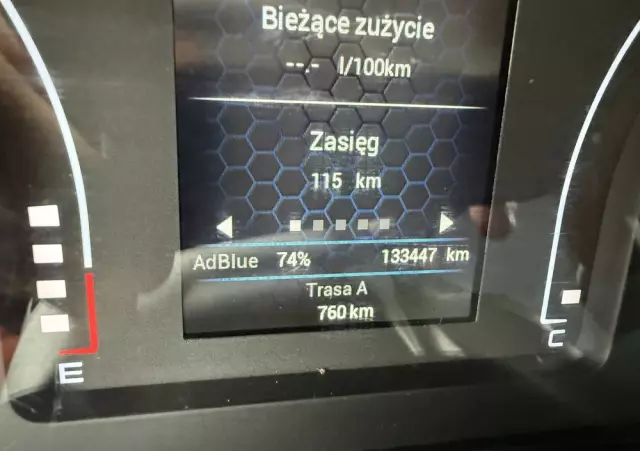 Bieżące zużycie
--.- l/100km
Zasięg
115 km
AdBlue 74% 133447 km
Trasa A
760 km
E
C